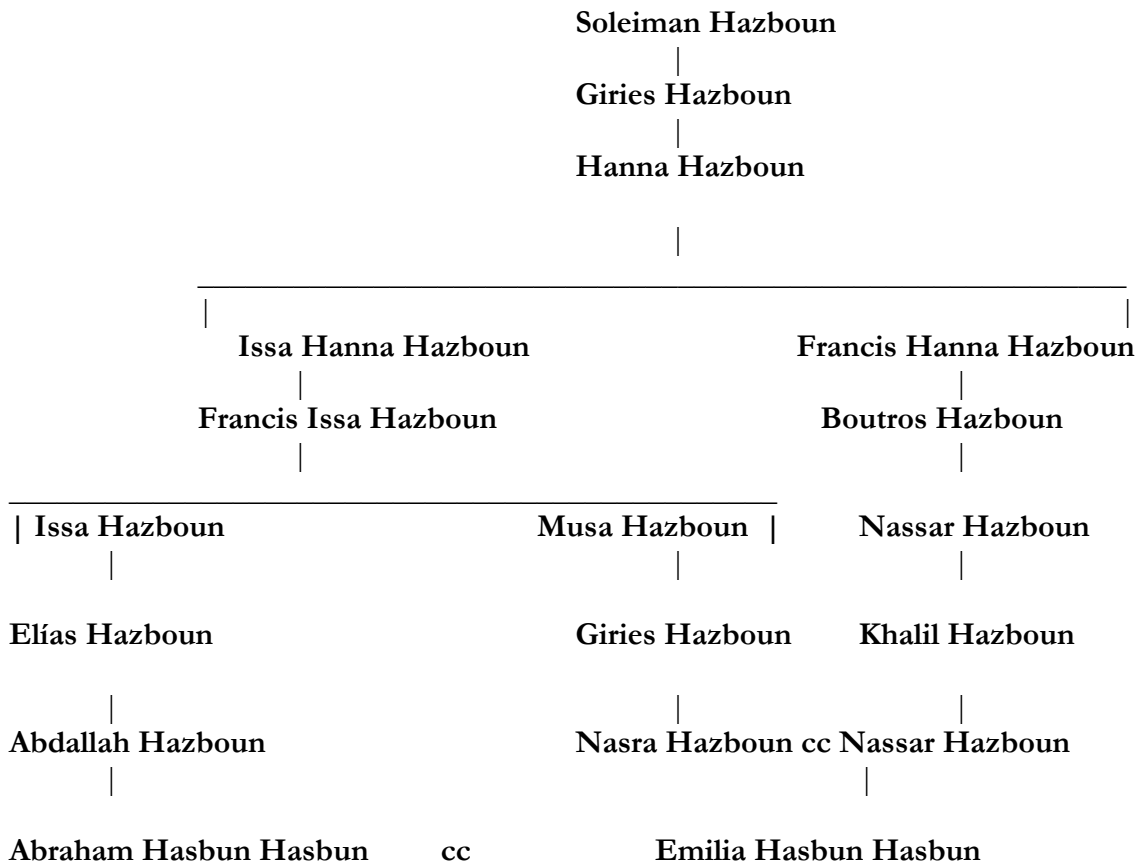 Soleiman Hazboun
|
Giries Hazboun
|
Hanna Hazboun
|
| |
Issa Hanna Hazboun Francis Hanna Hazboun
| |
Francis Issa Hazboun Boutros Hazboun
| |
| Issa Hazboun Musa Hazboun | Nassar Hazboun
| | |
Elías Hazboun Giries Hazboun Khalil Hazboun
| | |
Abdallah Hazboun Nasra Hazboun cc Nassar Hazboun
| |
Abraham Hasbun Hasbun cc Emilia Hasbun Hasbun